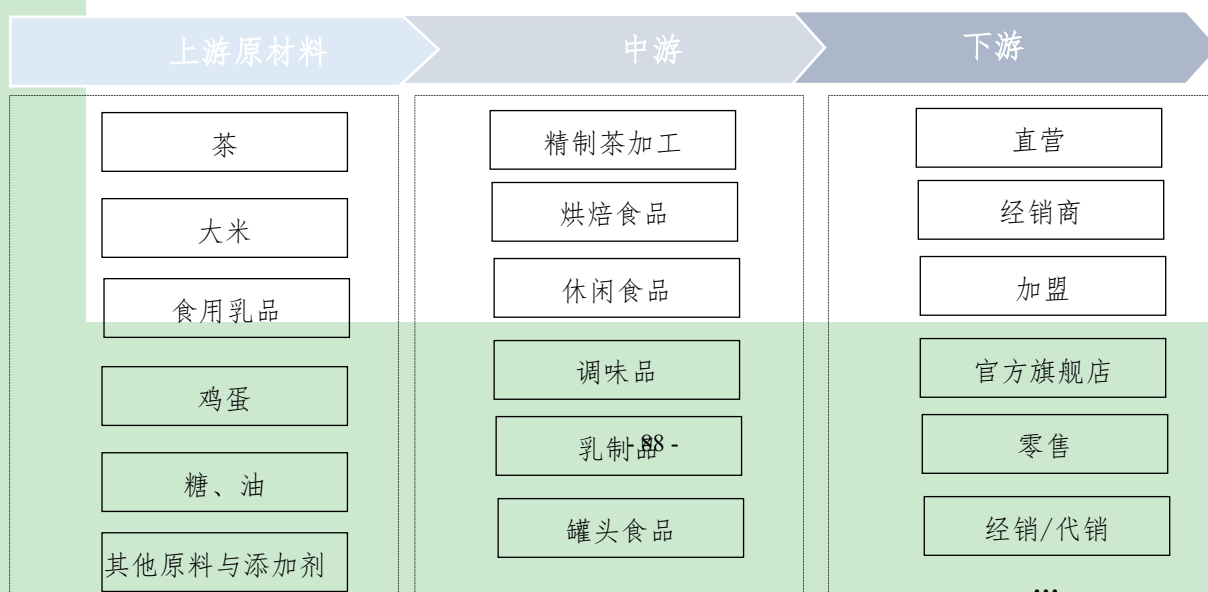 上游原材料
中游
下游
茶
大米
食用乳品
鸡蛋
糖、油
其他原料与添加剂
精制茶加工
烘焙食品
休闲食品
调味品
乳制品
- 88 -
罐头食品
直营
经销商
加盟
官方旗舰店
零售
经销/代销
...